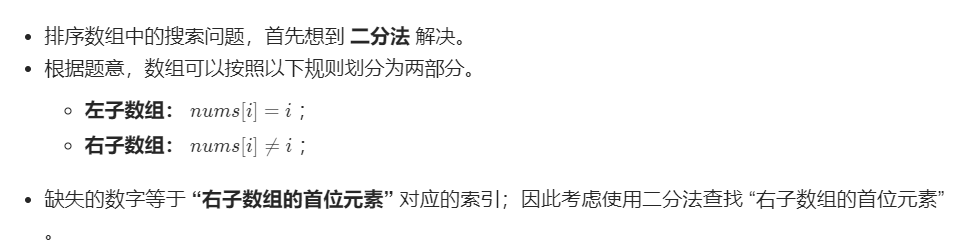 排序数组中的搜索问题，首先想到 二分法 解决。
根据题意，数组可以按照以下规则划分为两部分。
左子数组： nums[i] = i ；
右子数组： nums[i] ≠ i ；
缺失的数字等于 “右子数组的首位元素” 对应的索引；因此考虑使用二分法查找 “右子数组的首位元素”
。